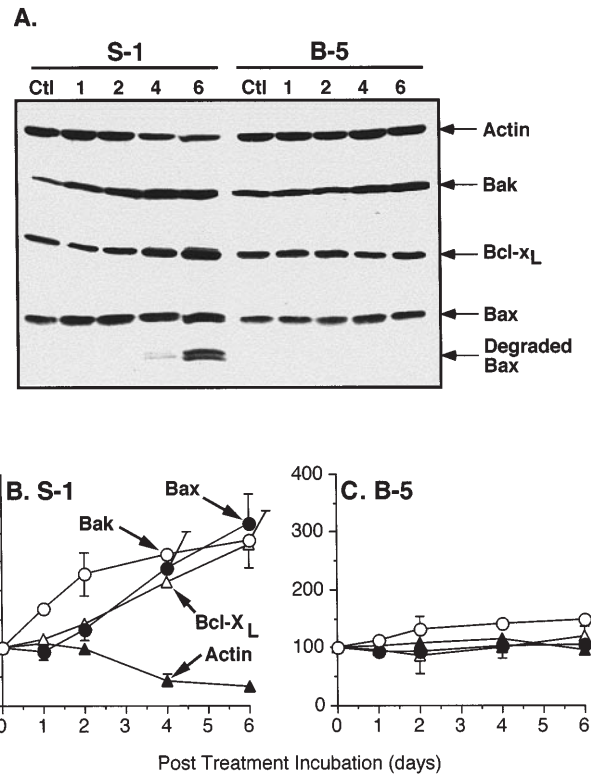 A.
S-1 B-5
Ctl 1 2 4 6 Ctl 1 2 4 6
Actin
Bak
Bcl-xL
Bax
Degraded
Bax
B. S-1
Bax
Bak
Bcl-XL
Actin
0 1 2 3 4 5 6
C. B-5
400
300
200
100
0
0 1 2 3 4 5 6
Post Treatment Incubation (days)